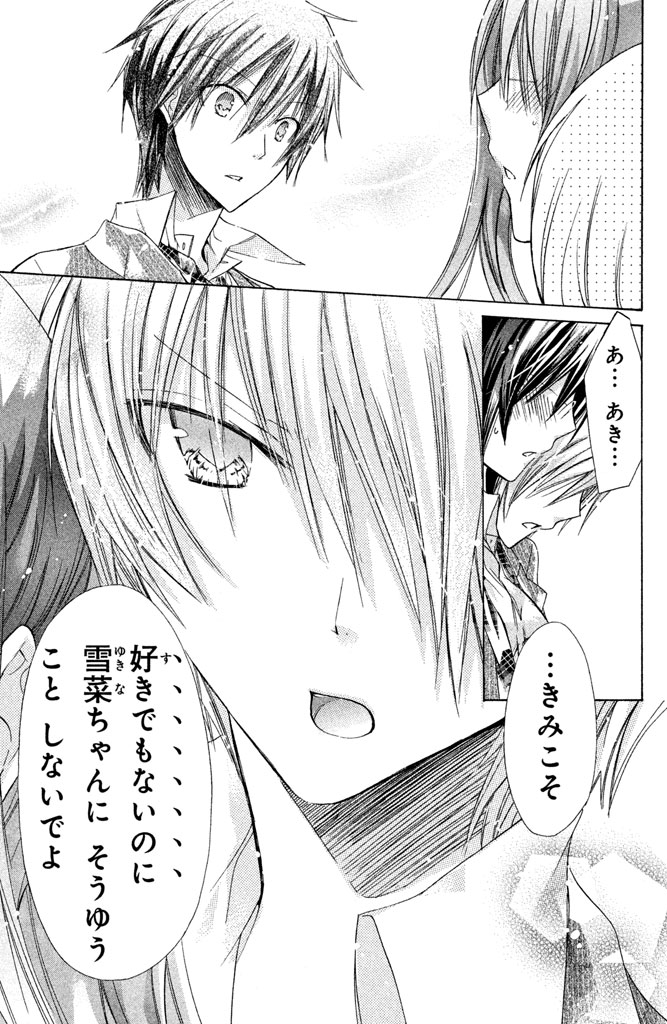 あ…あき…
…きみこそ
好きでもないのに
雪菜ちゃんに そうゆう
こと しないでよ